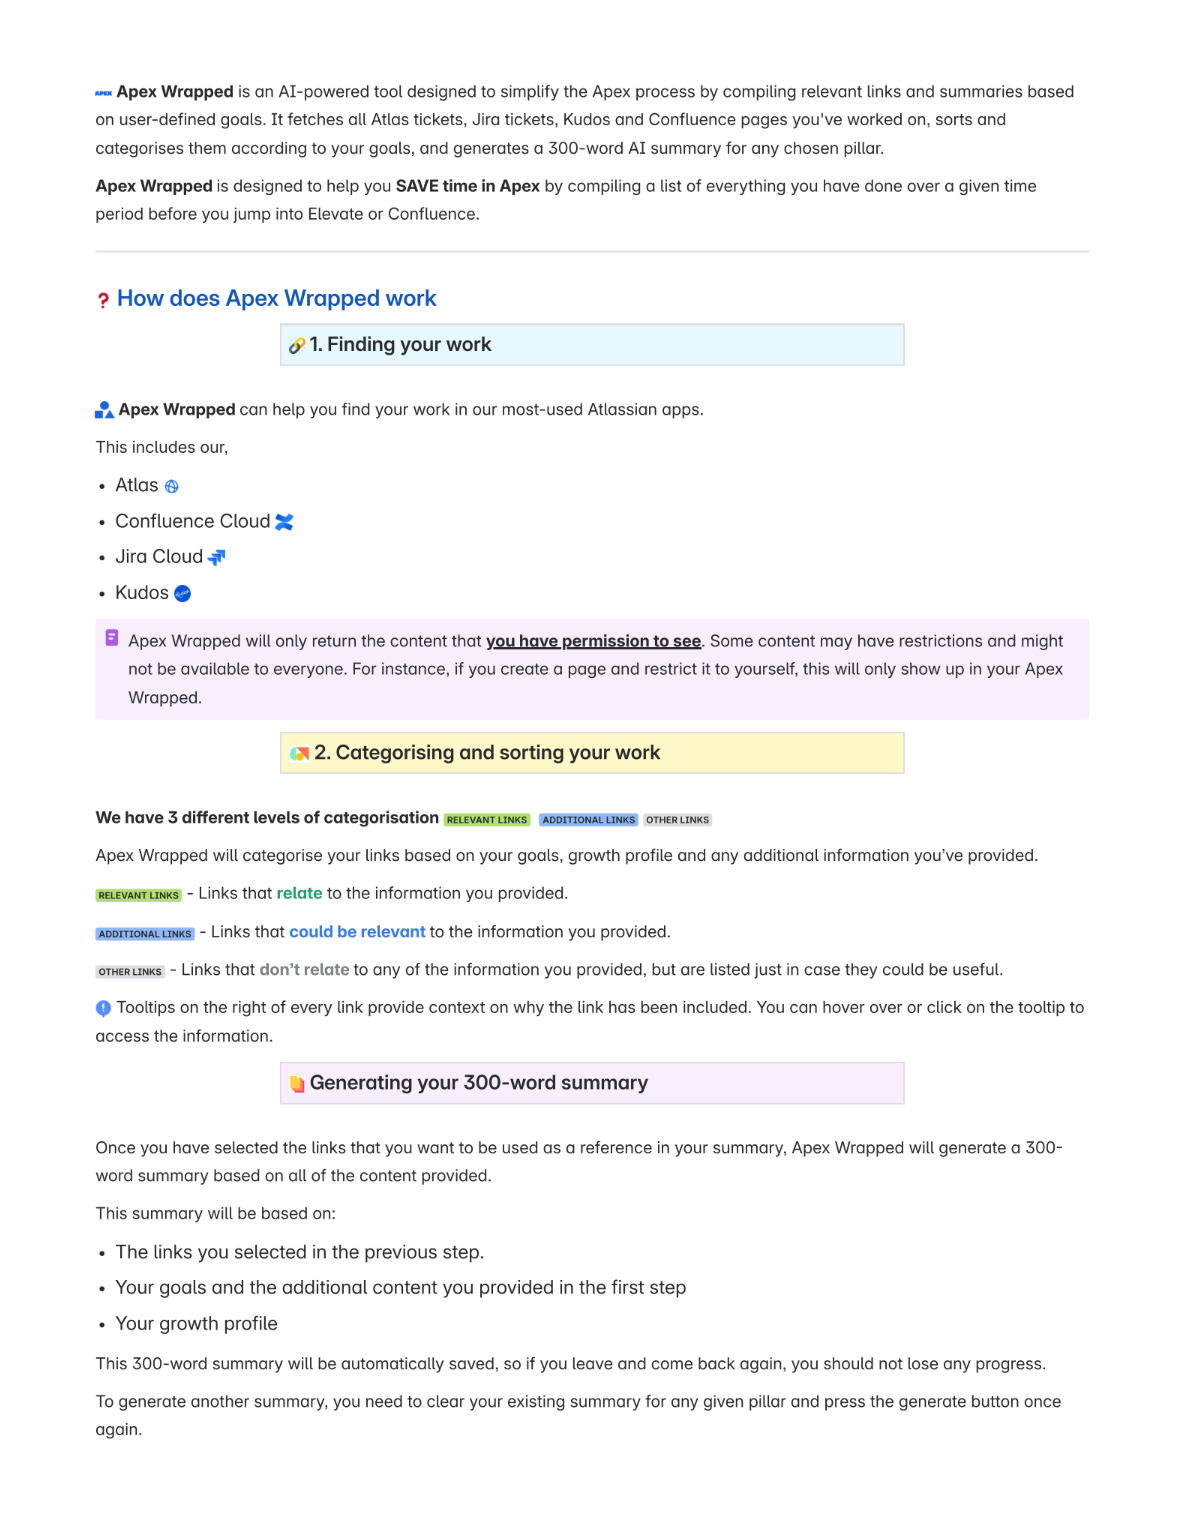 APEX Apex Wrapped is an AI-powered tool designed to simplify the Apex process by compiling relevant links and summaries based
on user-defined goals. It fetches all Atlas tickets, Jira tickets, Kudos and Confluence pages you've worked on, sorts and
categorises them according to your goals, and generates a 300-word AI summary for any chosen pillar.
Apex Wrapped is designed to help you SAVE time in Apex by compiling a list of everything you have done over a given time
period before you jump into Elevate or Confluence.
❓ How does Apex Wrapped work
🔗 1. Finding your work
Apex Wrapped can help you find your work in our most-used Atlassian apps.
This includes our,
• Atlas
• Confluence Cloud
• Jira Cloud
• Kudos
Apex Wrapped will only return the content that you have permission to see. Some content may have restrictions and might
not be available to everyone. For instance, if you create a page and restrict it to yourself, this will only show up in your Apex
Wrapped.
2. Categorising and sorting your work
We have 3 different levels of categorisation RELEVANT LINKS ADDITIONAL LINKS OTHER LINKS
Apex Wrapped will categorise your links based on your goals, growth profile and any additional information you’ve provided.
RELEVANT LINKS - Links that relate to the information you provided.
ADDITIONAL LINKS - Links that could be relevant to the information you provided.
OTHER LINKS - Links that don’t relate to any of the information you provided, but are listed just in case they could be useful.
Tooltips on the right of every link provide context on why the link has been included. You can hover over or click on the tooltip to
access the information.
Generating your 300-word summary
Once you have selected the links that you want to be used as a reference in your summary, Apex Wrapped will generate a 300-
word summary based on all of the content provided.
This summary will be based on:
• The links you selected in the previous step.
• Your goals and the additional content you provided in the first step
• Your growth profile
This 300-word summary will be automatically saved, so if you leave and come back again, you should not lose any progress.
To generate another summary, you need to clear your existing summary for any given pillar and press the generate button once
again.